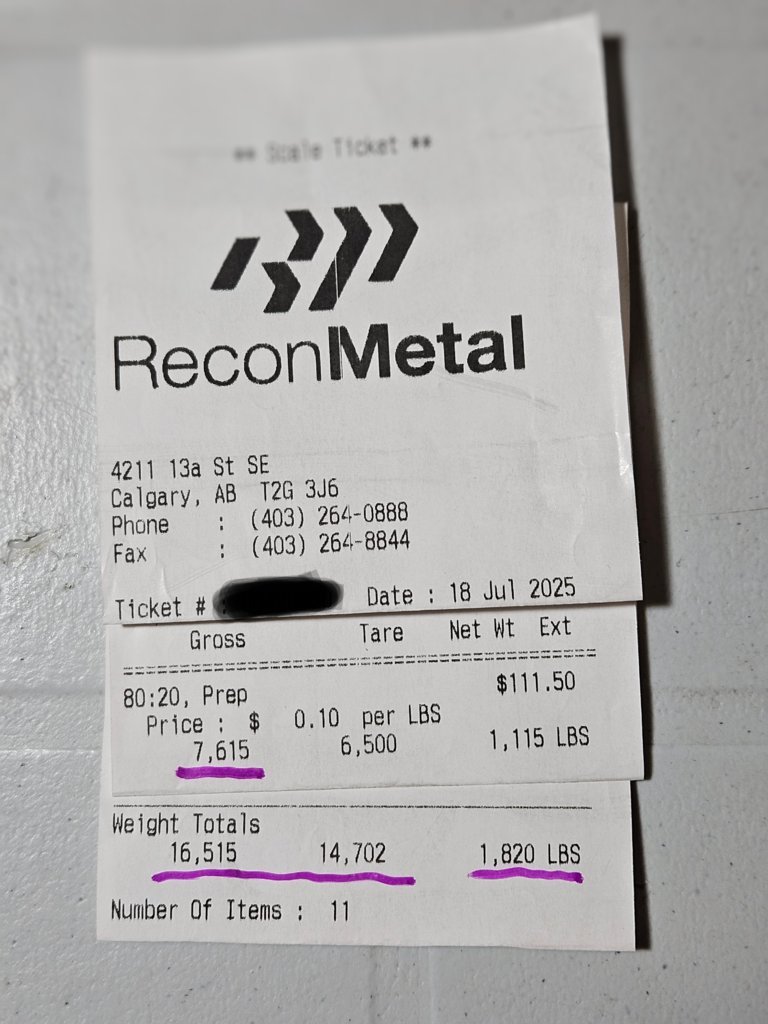 ** Scale Ticket **
ReconMetal
4211 13a St SE
Calgary, AB T2G 3J6
Phone : (403) 264-0888
Fax : (403) 264-8844
Ticket # Date : 18 Jul 2025
Gross Tare Net Wt Ext
80:20, Prep $111.50
Price : $ 0.10 per LBS
7,615 6,500 1,115 LBS
Weight Totals
16,515 14,702 1,820 LBS
Number Of Items : 11